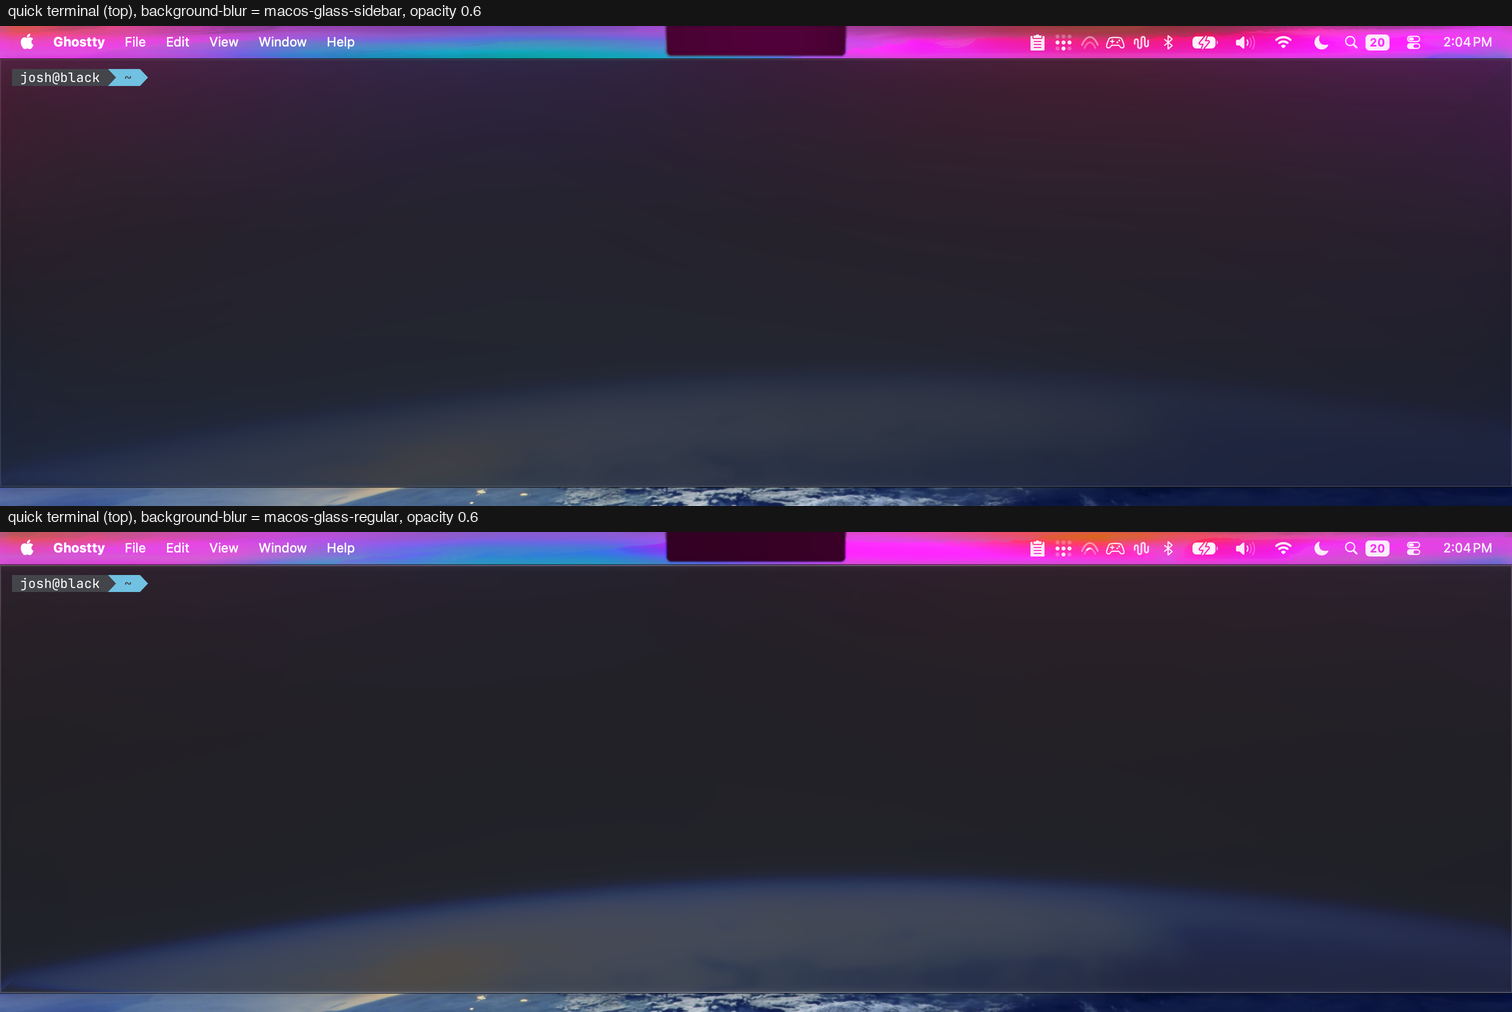 quick terminal (top), background-blur = macos-glass-sidebar, opacity 0.6
Ghostty File Edit View Window Help 20 2:04 PM
josh@black ~
quick terminal (top), background-blur = macos-glass-regular, opacity 0.6
Ghostty File Edit View Window Help 20 2:04 PM
josh@black ~